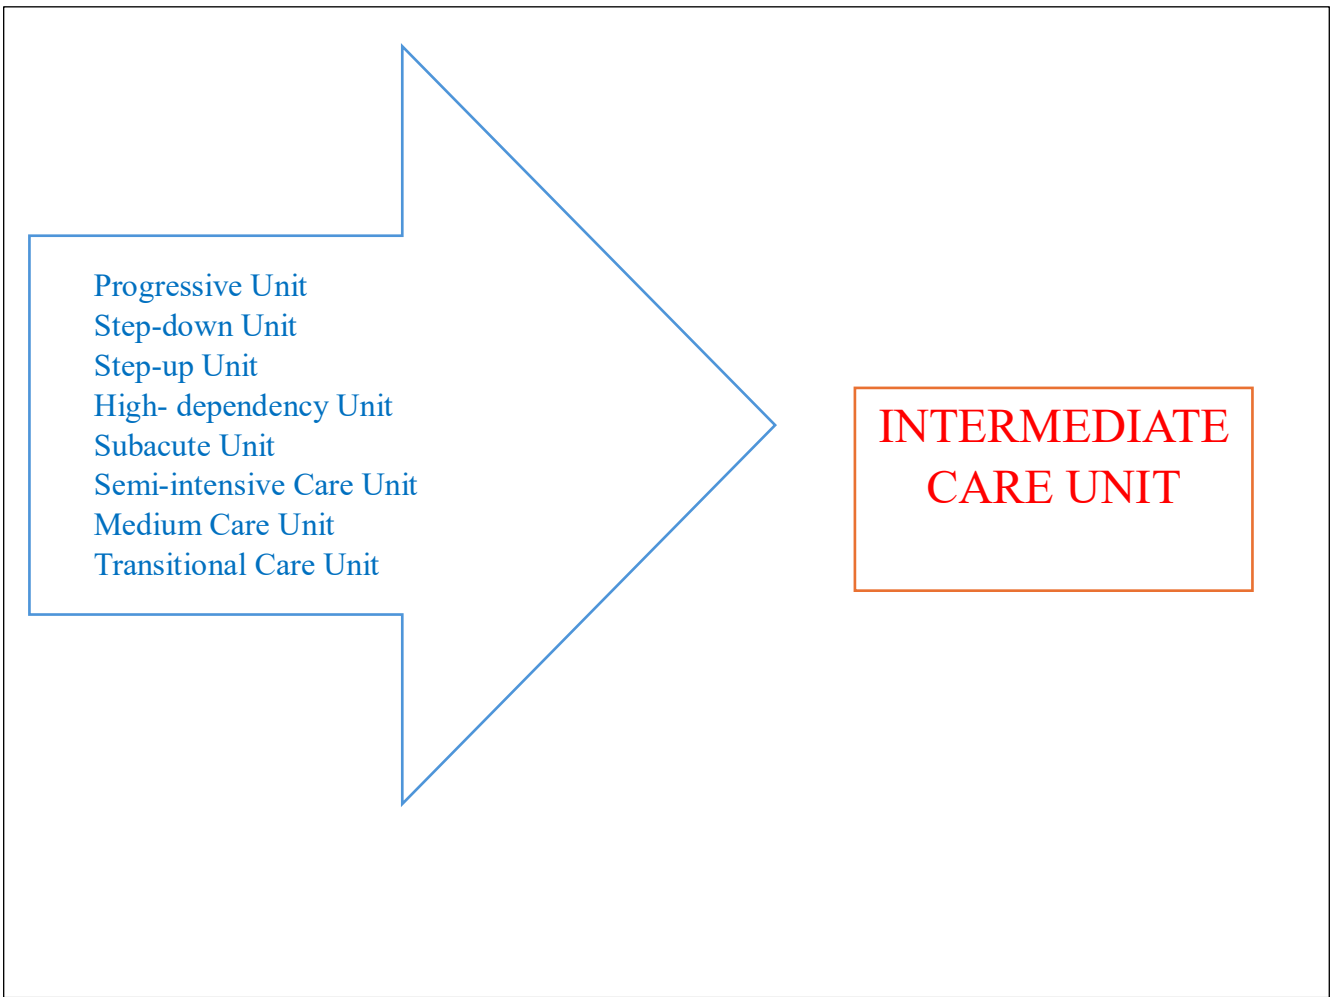 Progressive Unit
Step-down Unit
Step-up Unit
High- dependency Unit
Subacute Unit
Semi-intensive Care Unit
Medium Care Unit
Transitional Care Unit
INTERMEDIATE
CARE UNIT